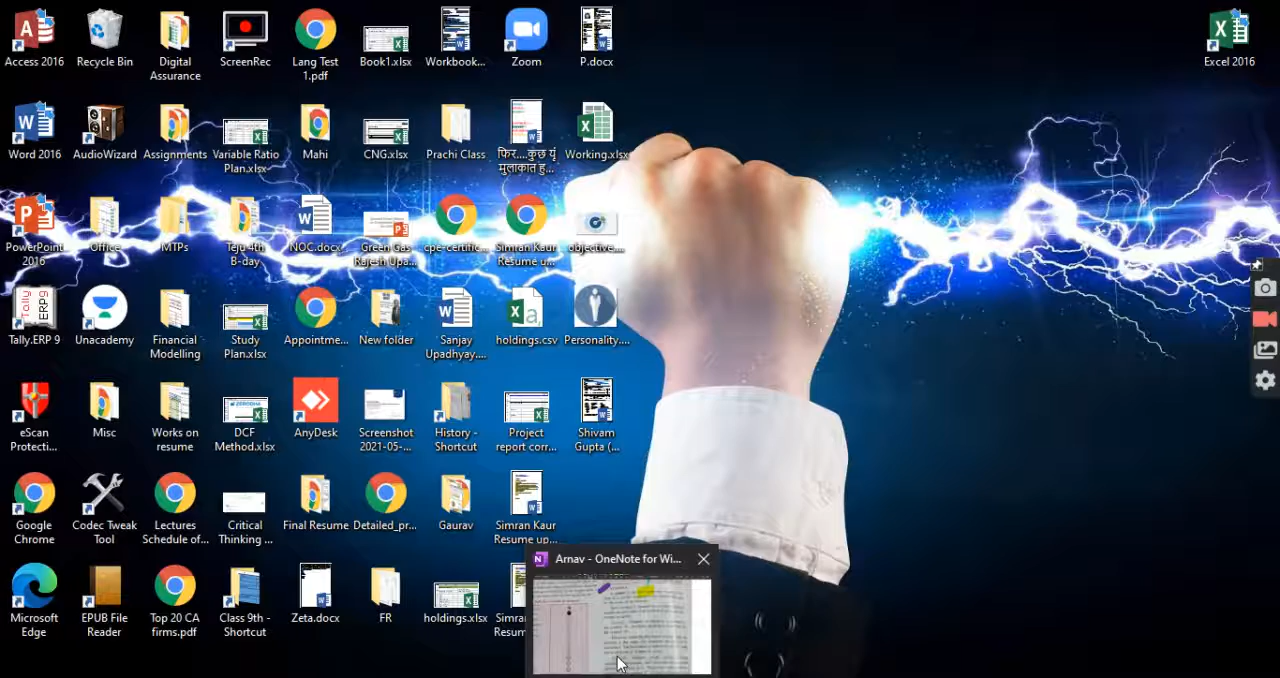 Access 2016
Recycle Bin
Digital
Assurance
ScreenRec
Lang Test
1.pdf
Book1.xlsx
Workbook...
Zoom
P.docx
Excel 2016
Word 2016
AudioWizard
Assignments
Variable Ratio
Plan.xlsx
Mahi
CNG.xlsx
Prachi Class
फिर....कुछ यूं
मुलाकात हु...
Working.xlsx
PowerPoint
2016
Office
MTPs
Teju 4th
B-day
NOC.docx
Green Gas
Rajesh Upa...
cpe-certific...
Simran Kaur
Resume u...
objective....
Tally.ERP 9
Unacademy
Financial
Modelling
Study
Plan.xlsx
Appointme...
New folder
Sanjay
Upadhyay....
holdings.csv
Personality....
eScan
Protecti...
Misc
Works on
resume
DCF
Method.xlsx
AnyDesk
Screenshot
2021-05-...
History -
Shortcut
Project
report corr...
Shivam
Gupta (...
Google
Chrome
Codec Tweak
Tool
Lectures
Schedule of...
Critical
Thinking ...
Final Resume
Detailed_pr...
Gaurav
Simran Kaur
Resume up...
Arnav - OneNote for Wi...
Microsoft
Edge
EPUB File
Reader
Top 20 CA
firms.pdf
Class 9th -
Shortcut
Zeta.docx
FR
holdings.xlsx